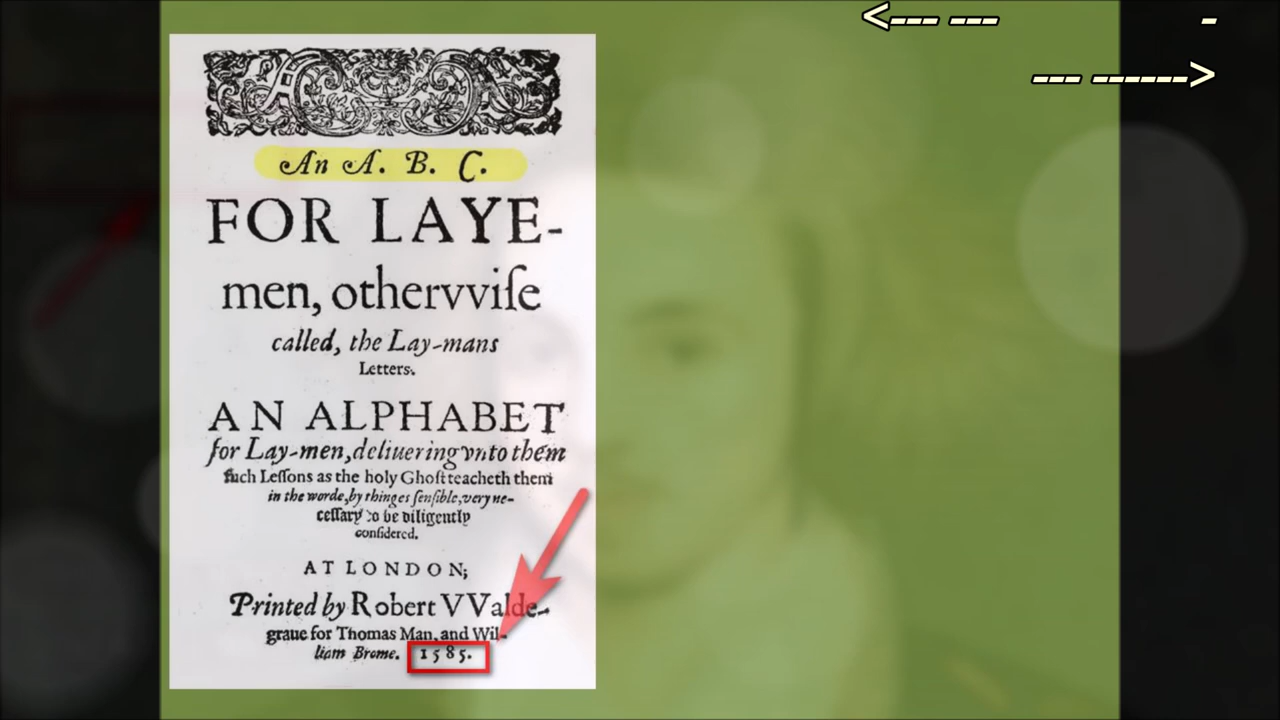 <--- --- -
--- ------>
An A. B. C.
FOR LAYE-
men, othervviſe
called, the Lay-mans
Letters.
AN ALPHABET
for Lay-men, deliuering vnto them
ſuch Leſſons as the holy Ghoſt teacheth them
in the worde, by thinges ſenſible, very ne-
ceſſary to be diligently
conſidered.
AT LONDON;
Printed by Robert VValde-
graue for Thomas Man, and Wil-
liam Brome. 1585.